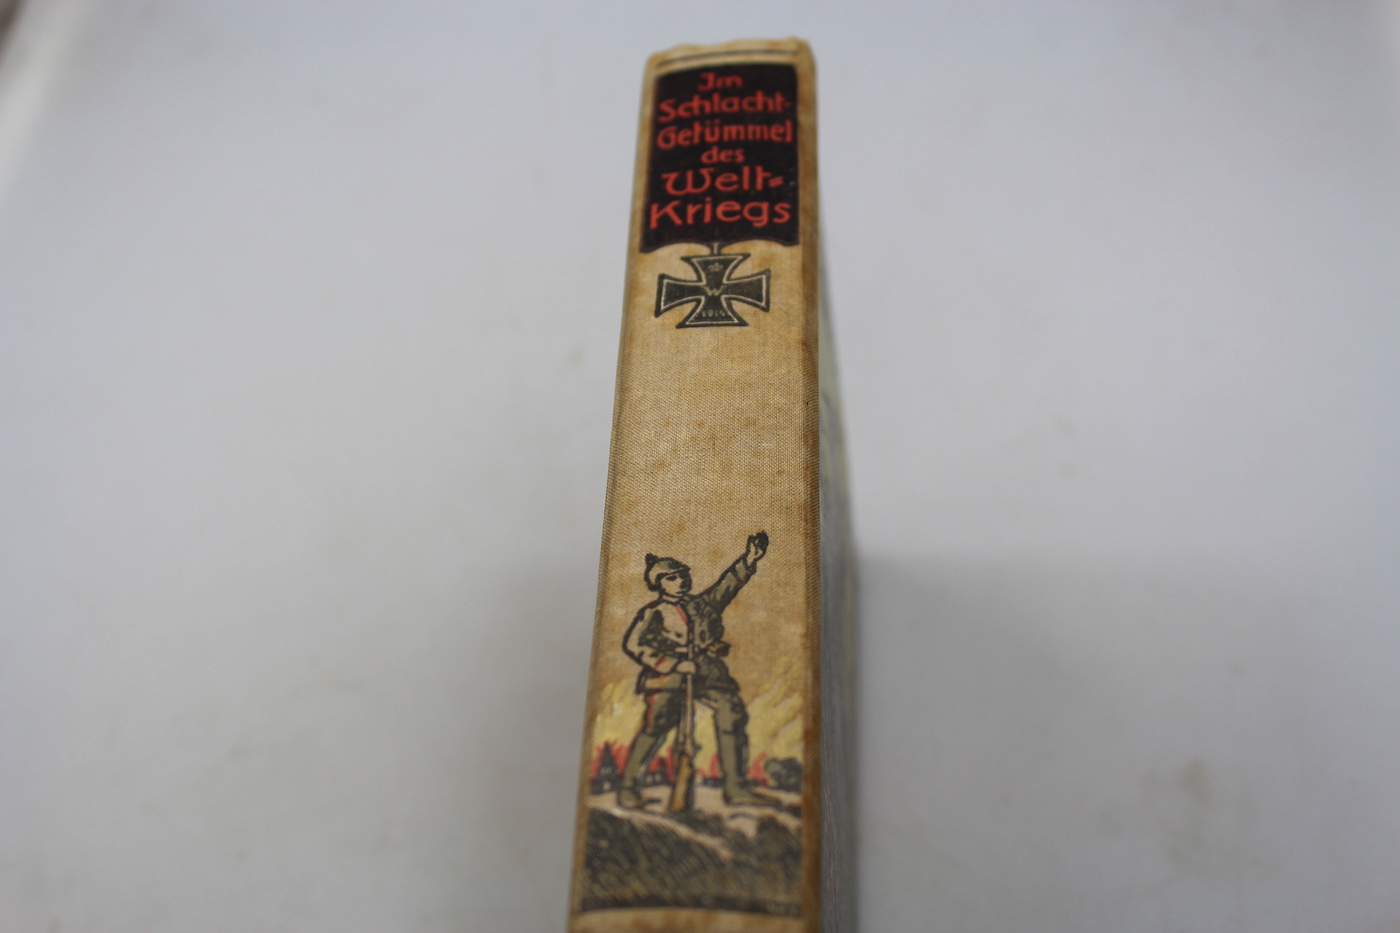 Im
Schlacht-
Getümmel
des
Welt-
Kriegs
W
1914